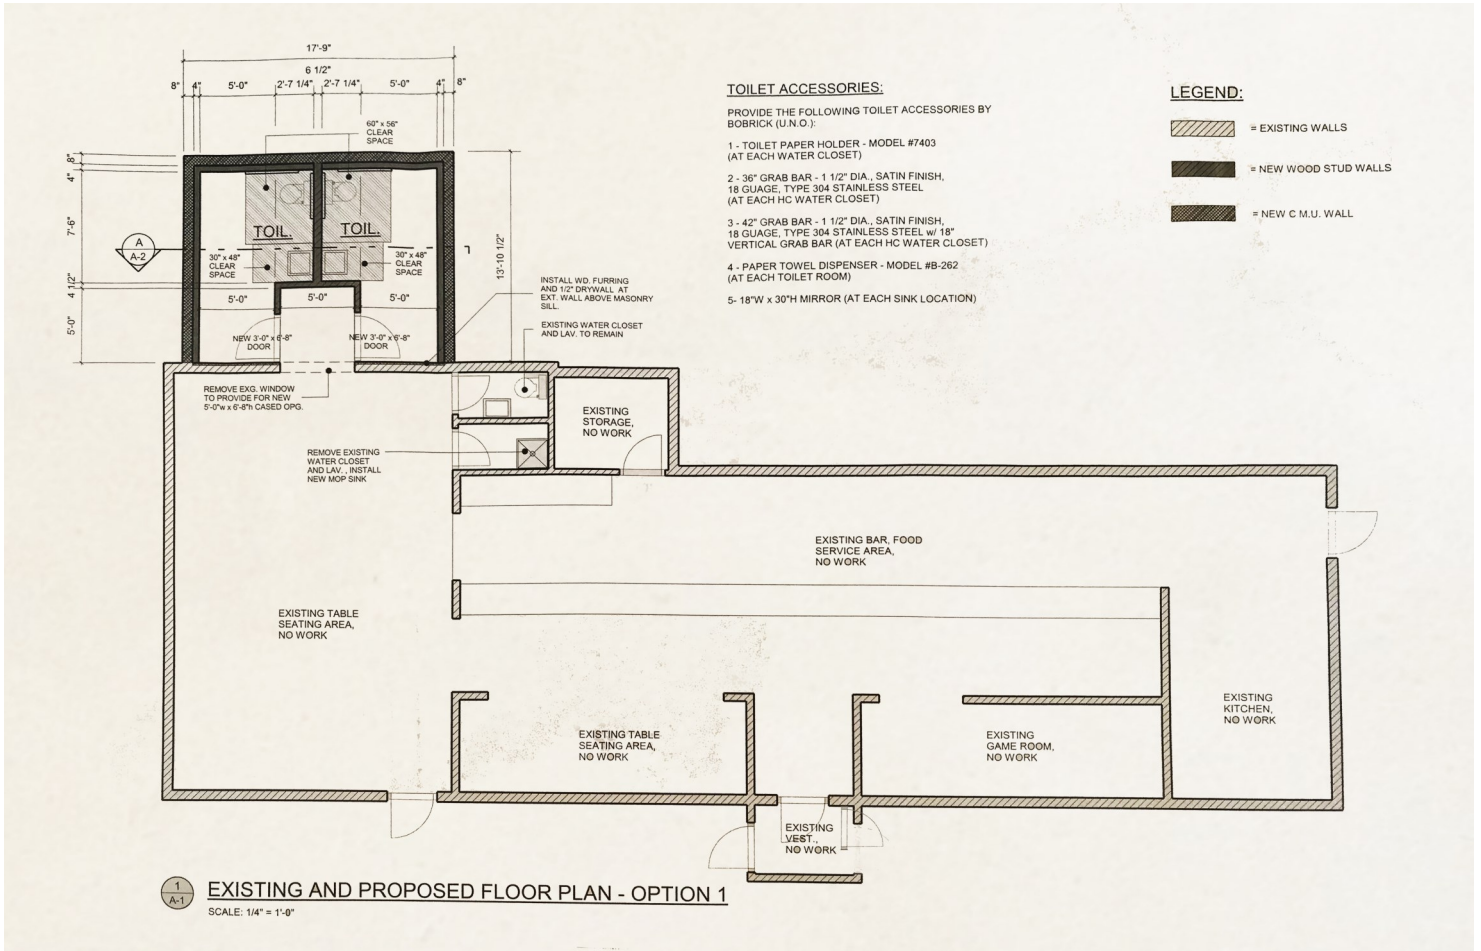 17'-9"
6 1/2"
8" 4" 5'-0" 2'-7 1/4" 2'-7 1/4" 5'-0" 4" 8"
60" x 56"
CLEAR
SPACE
8"
4"
7'-6"
4 1/2"
5'-0"
TOIL.
TOIL.
A
A-2
30" x 48"
CLEAR
SPACE
30" x 48"
CLEAR
SPACE
13'-10 1/2"
5'-0" 5'-0" 5'-0"
NEW 3'-0" x 6'-8"
DOOR
NEW 3'-0" x 6'-8"
DOOR
INSTALL WD. FURRING
AND 1/2" DRYWALL AT
EXT. WALL ABOVE MASONRY
SILL.
EXISTING WATER CLOSET
AND LAV. TO REMAIN
TOILET ACCESSORIES:
PROVIDE THE FOLLOWING TOILET ACCESSORIES BY
BOBRICK (U.N.O.):
1 - TOILET PAPER HOLDER - MODEL #7403
(AT EACH WATER CLOSET)
2 - 36" GRAB BAR - 1 1/2" DIA., SATIN FINISH,
18 GUAGE, TYPE 304 STAINLESS STEEL
(AT EACH HC WATER CLOSET)
3 - 42" GRAB BAR - 1 1/2" DIA., SATIN FINISH,
18 GUAGE, TYPE 304 STAINLESS STEEL w/ 18"
VERTICAL GRAB BAR (AT EACH HC WATER CLOSET)
4 - PAPER TOWEL DISPENSER - MODEL #B-262
(AT EACH TOILET ROOM)
5- 18"W x 30"H MIRROR (AT EACH SINK LOCATION)
LEGEND:
= EXISTING WALLS
= NEW WOOD STUD WALLS
= NEW C M.U. WALL
REMOVE EXG. WINDOW
TO PROVIDE FOR NEW
5'-0"w x 6'-8"h CASED OPG.
REMOVE EXISTING
WATER CLOSET
AND LAV. , INSTALL
NEW MOP SINK
EXISTING
STORAGE,
NO WORK
EXISTING BAR, FOOD
SERVICE AREA,
NO WORK
EXISTING TABLE
SEATING AREA,
NO WORK
EXISTING TABLE
SEATING AREA,
NO WORK
EXISTING
GAME ROOM,
NO WORK
EXISTING
KITCHEN,
NO WORK
EXISTING
VEST.,
NO WORK
1
A-1
EXISTING AND PROPOSED FLOOR PLAN - OPTION 1
SCALE: 1/4" = 1'-0"